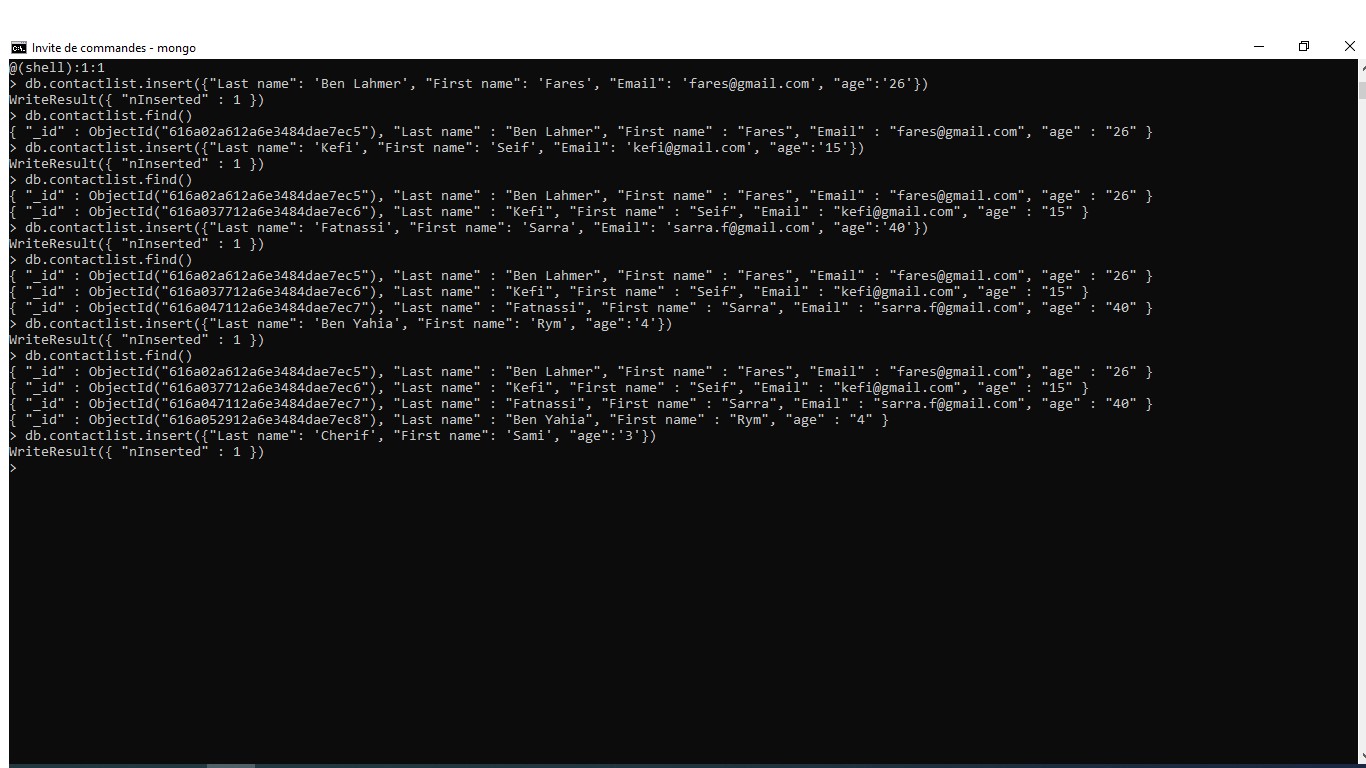 Invite de commandes - mongo
@(shell):1:1
> db.contactlist.insert({"Last name": 'Ben Lahmer', "First name": 'Fares', "Email": 'fares@gmail.com', "age":'26'})
WriteResult({ "nInserted" : 1 })
> db.contactlist.find()
{ "_id" : ObjectId("616a02a612a6e3484dae7ec5"), "Last name" : "Ben Lahmer", "First name" : "Fares", "Email" : "fares@gmail.com", "age" : "26" }
> db.contactlist.insert({"Last name": 'Kefi', "First name": 'Seif', "Email": 'kefi@gmail.com', "age":'15'})
WriteResult({ "nInserted" : 1 })
> db.contactlist.find()
{ "_id" : ObjectId("616a02a612a6e3484dae7ec5"), "Last name" : "Ben Lahmer", "First name" : "Fares", "Email" : "fares@gmail.com", "age" : "26" }
{ "_id" : ObjectId("616a037712a6e3484dae7ec6"), "Last name" : "Kefi", "First name" : "Seif", "Email" : "kefi@gmail.com", "age" : "15" }
> db.contactlist.insert({"Last name": 'Fatnassi', "First name": 'Sarra', "Email": 'sarra.f@gmail.com', "age":'40'})
WriteResult({ "nInserted" : 1 })
> db.contactlist.find()
{ "_id" : ObjectId("616a02a612a6e3484dae7ec5"), "Last name" : "Ben Lahmer", "First name" : "Fares", "Email" : "fares@gmail.com", "age" : "26" }
{ "_id" : ObjectId("616a037712a6e3484dae7ec6"), "Last name" : "Kefi", "First name" : "Seif", "Email" : "kefi@gmail.com", "age" : "15" }
{ "_id" : ObjectId("616a047112a6e3484dae7ec7"), "Last name" : "Fatnassi", "First name" : "Sarra", "Email" : "sarra.f@gmail.com", "age" : "40" }
> db.contactlist.insert({"Last name": 'Ben Yahia', "First name": 'Rym', "age":'4'})
WriteResult({ "nInserted" : 1 })
> db.contactlist.find()
{ "_id" : ObjectId("616a02a612a6e3484dae7ec5"), "Last name" : "Ben Lahmer", "First name" : "Fares", "Email" : "fares@gmail.com", "age" : "26" }
{ "_id" : ObjectId("616a037712a6e3484dae7ec6"), "Last name" : "Kefi", "First name" : "Seif", "Email" : "kefi@gmail.com", "age" : "15" }
{ "_id" : ObjectId("616a047112a6e3484dae7ec7"), "Last name" : "Fatnassi", "First name" : "Sarra", "Email" : "sarra.f@gmail.com", "age" : "40" }
{ "_id" : ObjectId("616a052912a6e3484dae7ec8"), "Last name" : "Ben Yahia", "First name" : "Rym", "age" : "4" }
> db.contactlist.insert({"Last name": 'Cherif', "First name": 'Sami', "age":'3'})
WriteResult({ "nInserted" : 1 })
>